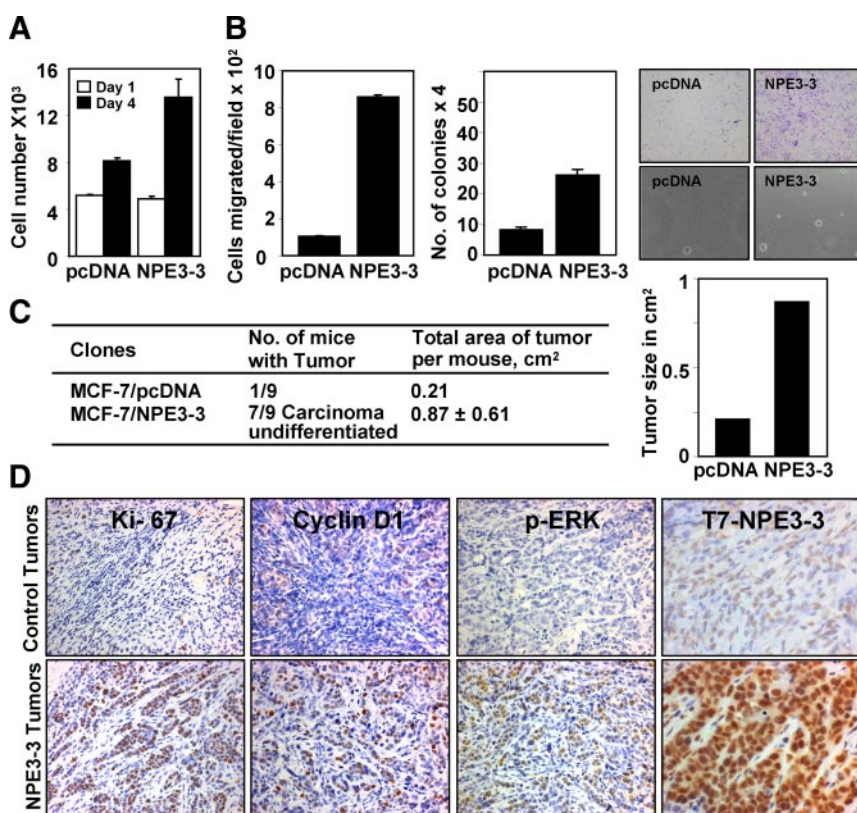 A
Cell number X10³
16
12
8
4
0
Day 1
Day 4
pcDNA NPE3-3
B
Cells migrated/field x 10²
10
8
6
4
2
0
pcDNA NPE3-3
No. of colonies x 4
50
40
30
20
10
0
pcDNA NPE3-3
pcDNA
NPE3-3
pcDNA
NPE3-3
C
Clones
No. of mice with Tumor
Total area of tumor per mouse, cm²
MCF-7/pcDNA 1/9 0.21
MCF-7/NPE3-3 7/9 Carcinoma undifferentiated 0.87 ± 0.61
Tumor size in cm²
1
0.5
0
pcDNA NPE3-3
D
Ki- 67
Cyclin D1
p-ERK
T7-NPE3-3
Control Tumors
NPE3-3 Tumors